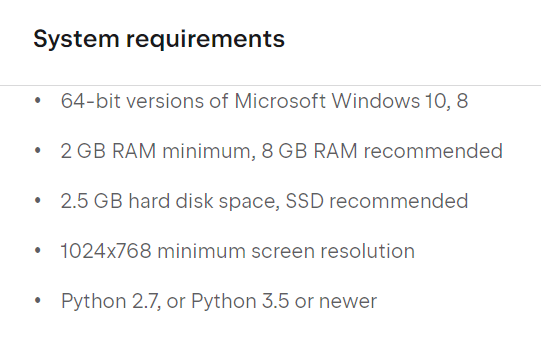 System requirements
• 64-bit versions of Microsoft Windows 10, 8
• 2 GB RAM minimum, 8 GB RAM recommended
• 2.5 GB hard disk space, SSD recommended
• 1024x768 minimum screen resolution
• Python 2.7, or Python 3.5 or newer